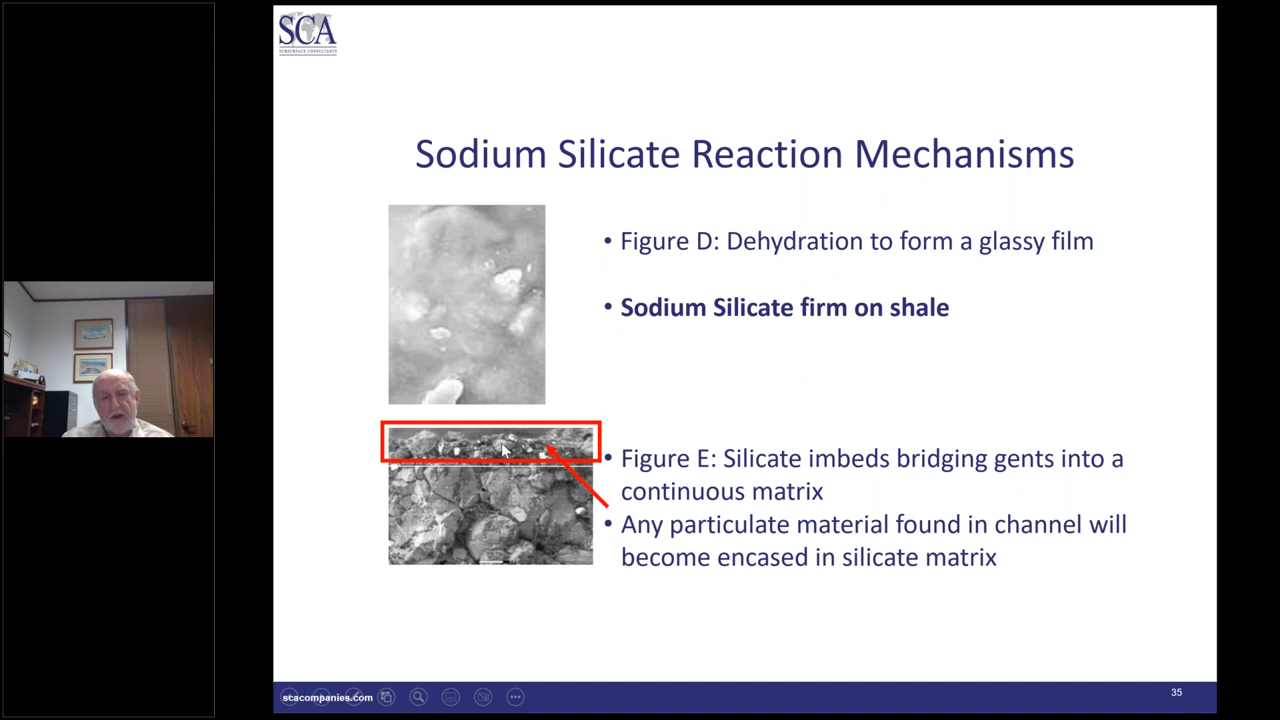 SCA
SUBSURFACE CONSULTANTS
Sodium Silicate Reaction Mechanisms
• Figure D: Dehydration to form a glassy film
• Sodium Silicate firm on shale
• Figure E: Silicate imbeds bridging gents into a
continuous matrix
• Any particulate material found in channel will
become encased in silicate matrix
scacompanies.com
35